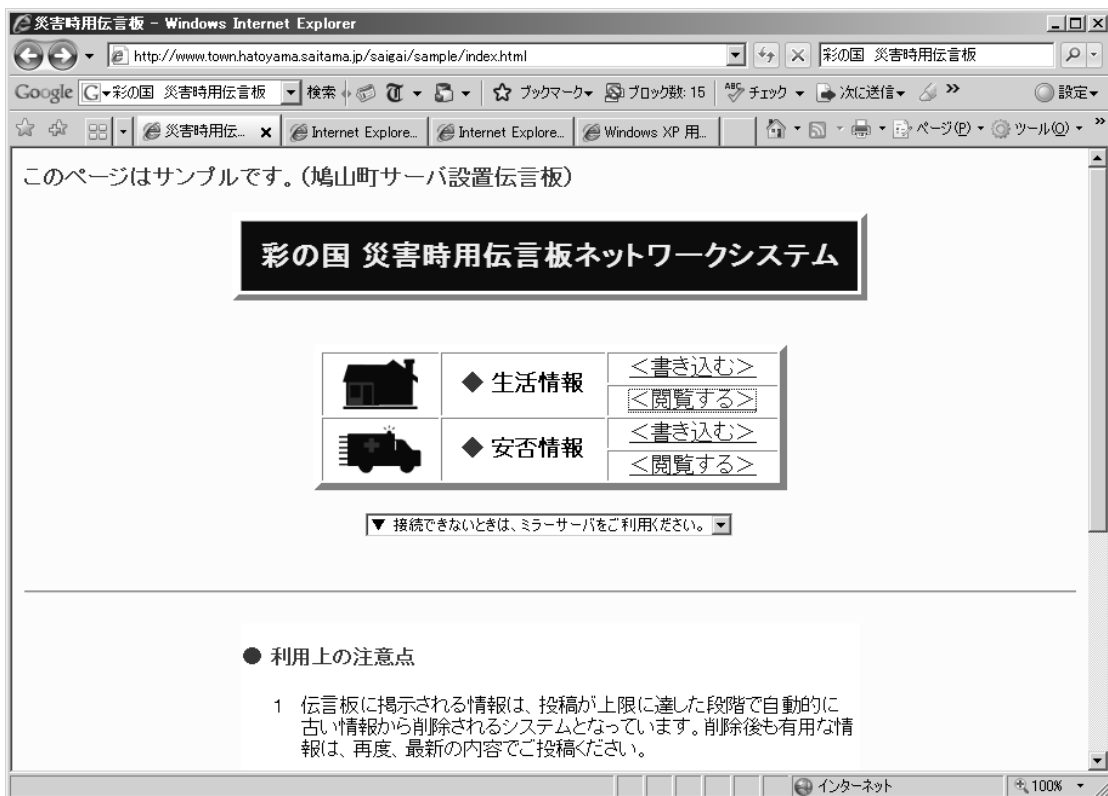 災害時用伝言板 - Windows Internet Explorer
http://www.town.hatoyama.saitama.jp/saigai/sample/index.html
彩の国 災害時用伝言板
Google
G▾彩の国 災害時用伝言板
検索
ブックマーク▾
ブロック数: 15
ABC
チェック
次に送信▾
»
設定▾
災害時用伝...
Internet Explore...
Internet Explore...
Windows XP 用...
ページ(P)
ツール(O)
»
このページはサンプルです。(鳩山町サーバ設置伝言板)
彩の国 災害時用伝言板ネットワークシステム
◆ 生活情報
＜書き込む＞
＜閲覧する＞
◆ 安否情報
＜書き込む＞
＜閲覧する＞
▼ 接続できないときは、ミラーサーバをご利用ください。
● 利用上の注意点
1 伝言板に掲示される情報は、投稿が上限に達した段階で自動的に
古い情報から削除されるシステムとなっています。削除後も有用な情
報は、再度、最新の内容でご投稿ください。
インターネット
100%